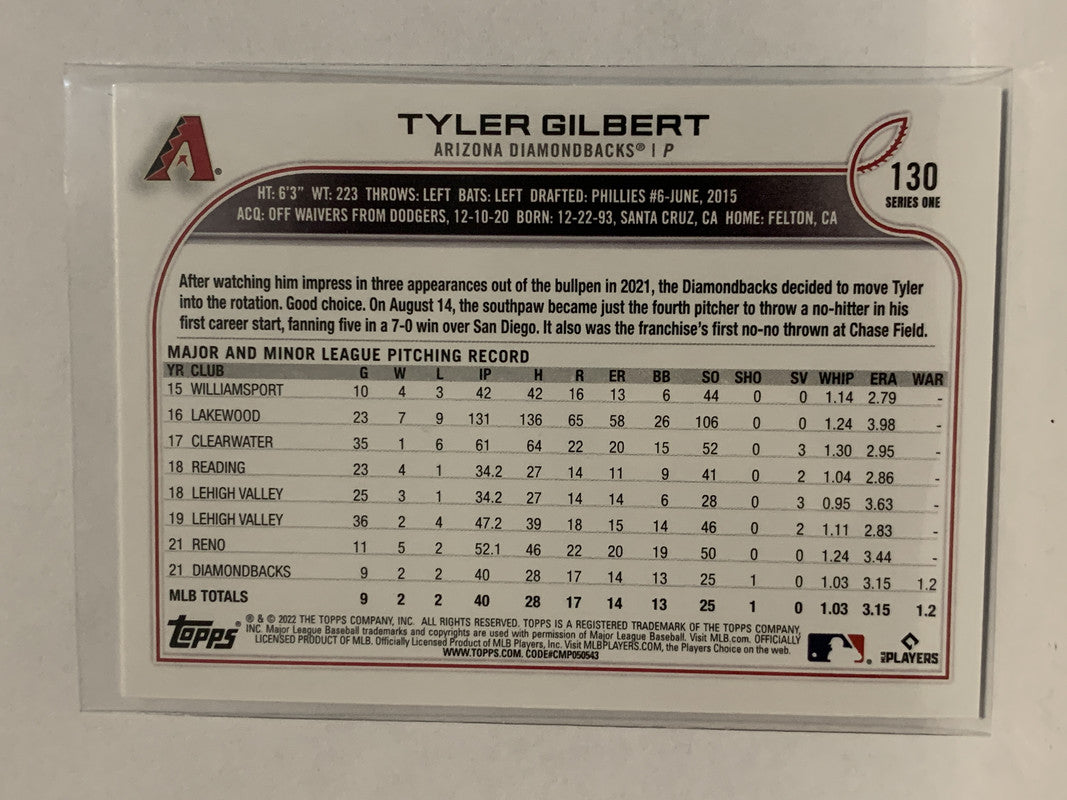 TYLER GILBERT
ARIZONA DIAMONDBACKS® | P
130
SERIES ONE
HT: 6'3" WT: 223 THROWS: LEFT BATS: LEFT DRAFTED: PHILLIES #6-JUNE, 2015
ACQ: OFF WAIVERS FROM DODGERS, 12-10-20 BORN: 12-22-93, SANTA CRUZ, CA HOME: FELTON, CA
After watching him impress in three appearances out of the bullpen in 2021, the Diamondbacks decided to move Tyler
into the rotation. Good choice. On August 14, the southpaw became just the fourth pitcher to throw a no-hitter in his
first career start, fanning five in a 7-0 win over San Diego. It also was the franchise's first no-no thrown at Chase Field.
MAJOR AND MINOR LEAGUE PITCHING RECORD
YR CLUB G W L IP H R ER BB SO SHO SV WHIP ERA WAR
15 WILLIAMSPORT 10 4 3 42 42 16 13 6 44 0 0 1.14 2.79 -
16 LAKEWOOD 23 7 9 131 136 65 58 26 106 0 0 1.24 3.98 -
17 CLEARWATER 35 1 6 61 64 22 20 15 52 0 3 1.30 2.95 -
18 READING 23 4 1 34.2 27 14 11 9 41 0 2 1.04 2.86 -
18 LEHIGH VALLEY 25 3 1 34.2 27 14 14 6 28 0 3 0.95 3.63 -
19 LEHIGH VALLEY 36 2 4 47.2 39 18 15 14 46 0 2 1.11 2.83 -
21 RENO 11 5 2 52.1 46 22 20 19 50 0 0 1.24 3.44 -
21 DIAMONDBACKS 9 2 2 40 28 17 14 13 25 1 0 1.03 3.15 1.2
MLB TOTALS 9 2 2 40 28 17 14 13 25 1 0 1.03 3.15 1.2
topps®
® & © 2022 THE TOPPS COMPANY, INC. ALL RIGHTS RESERVED. TOPPS IS A REGISTERED TRADEMARK OF THE TOPPS COMPANY,
INC. Major League Baseball trademarks and copyrights are used with permission of Major League Baseball. Visit MLB.com. OFFICIALLY
LICENSED PRODUCT OF MLB. Officially Licensed Product of MLB Players, Inc. Visit MLBPLAYERS.COM, the Players Choice on the web.
WWW.TOPPS.COM. CODE#CMP050543
PLAYERS